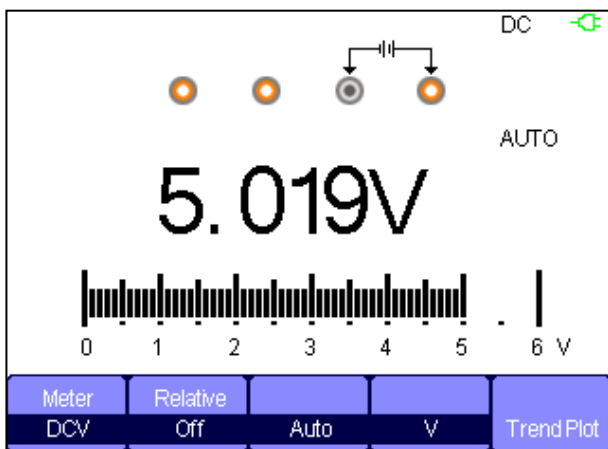 DC
AUTO
5.019V
0 1 2 3 4 5 6 V
Meter Relative
DCV Off Auto V Trend Plot